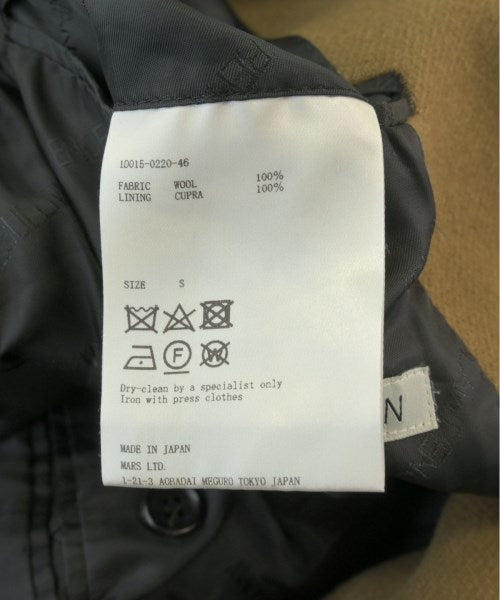 10015-0220-46
FABRIC WOOL 100%
LINING CUPRA 100%
SIZE S
F
W
Dry-clean by a specialist only
Iron with press clothes
MADE IN JAPAN
MARS LTD.
1-21-3 AOBADAI MEGURO TOKYO JAPAN
N